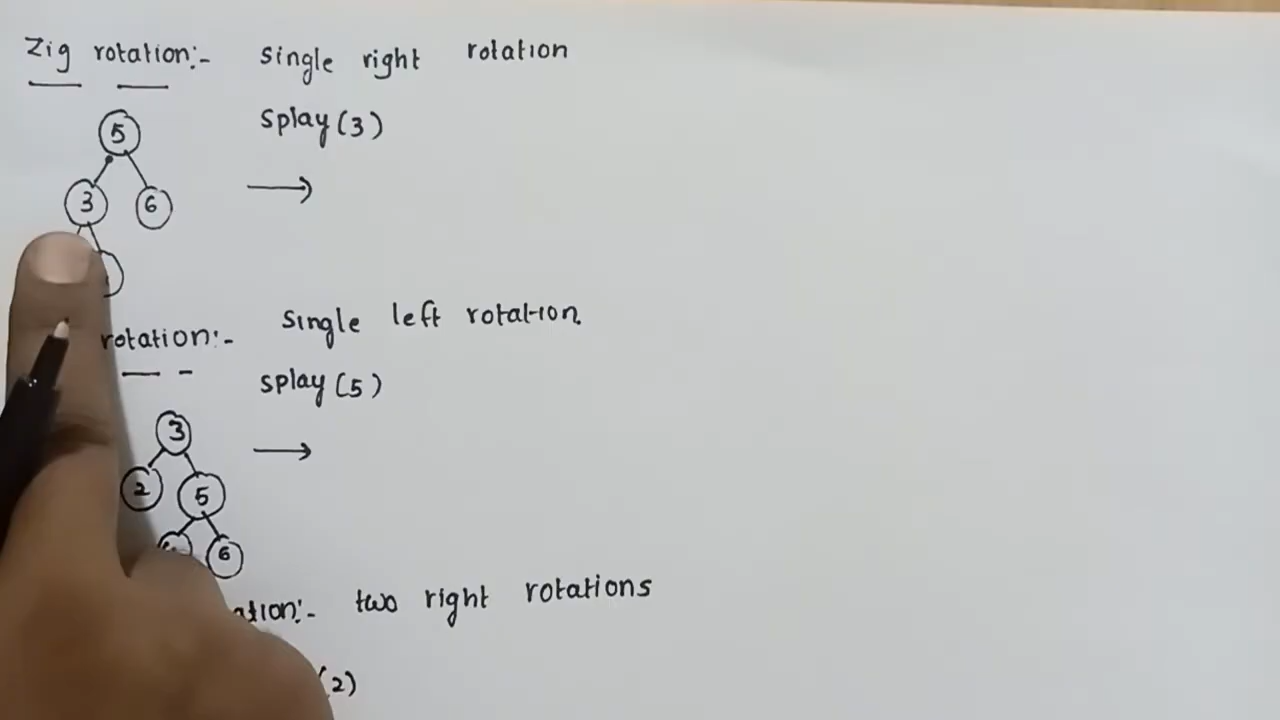 Zig rotation:- single right rotation
splay(3)
5
3 6
rotation:- single left rotation
splay(5)
3
2 5
6
two right rotations
(2)